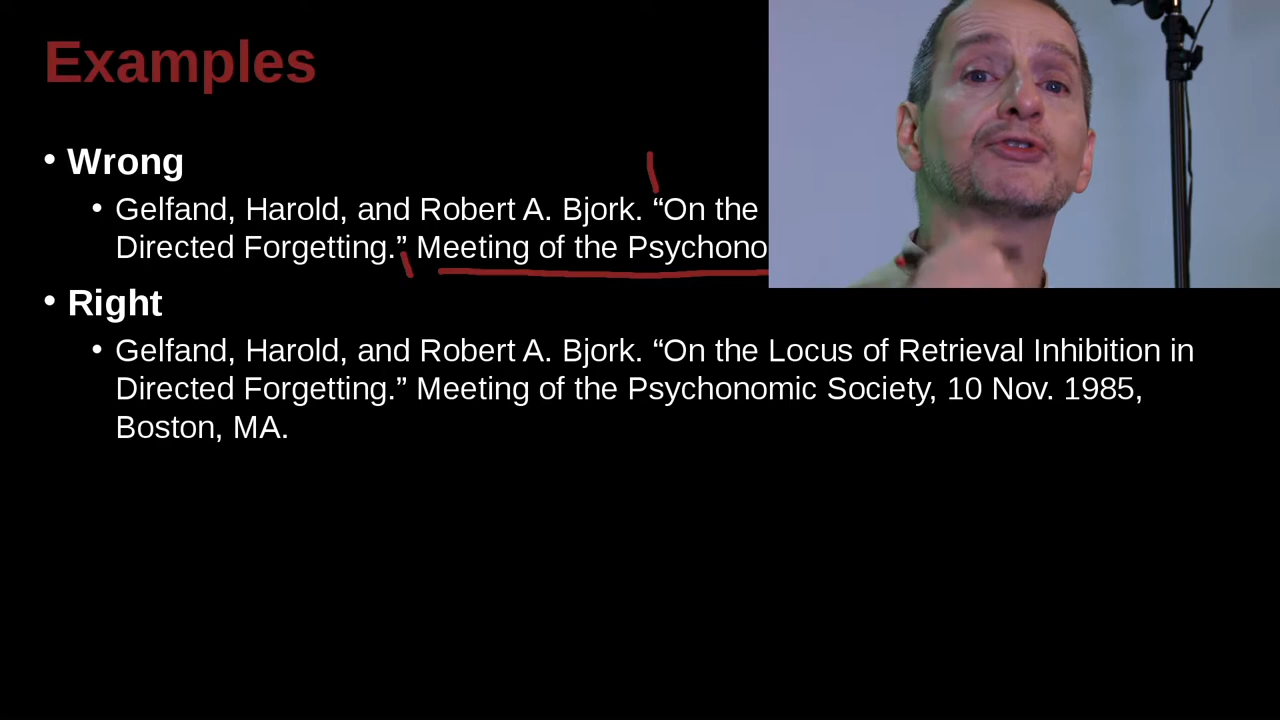 Examples
• Wrong
• Gelfand, Harold, and Robert A. Bjork. “On the
Directed Forgetting.” Meeting of the Psychono
• Right
• Gelfand, Harold, and Robert A. Bjork. “On the Locus of Retrieval Inhibition in
Directed Forgetting.” Meeting of the Psychonomic Society, 10 Nov. 1985,
Boston, MA.